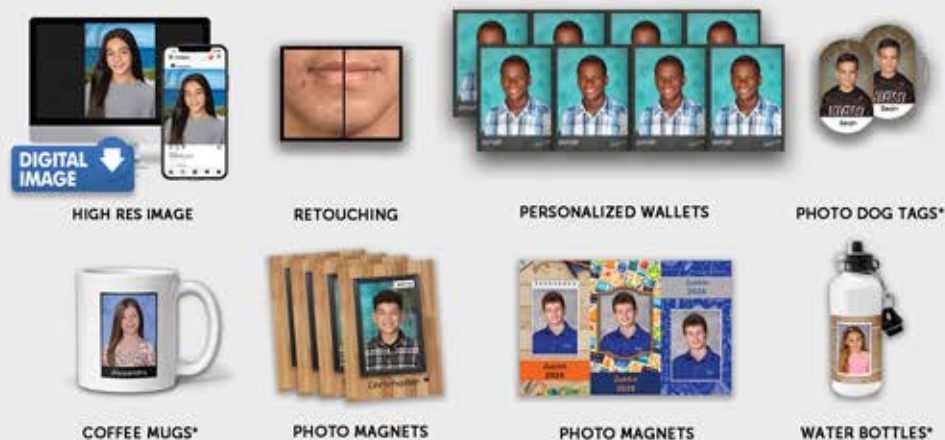 DIGITAL
IMAGE
HIGH RES IMAGE
RETOUCHING
PERSONALIZED WALLETS
PHOTO DOG TAGS*
Alexandra
Justin
2026
Justin
2026
Justin
2026
COFFEE MUGS*
PHOTO MAGNETS
PHOTO MAGNETS
WATER BOTTLES*